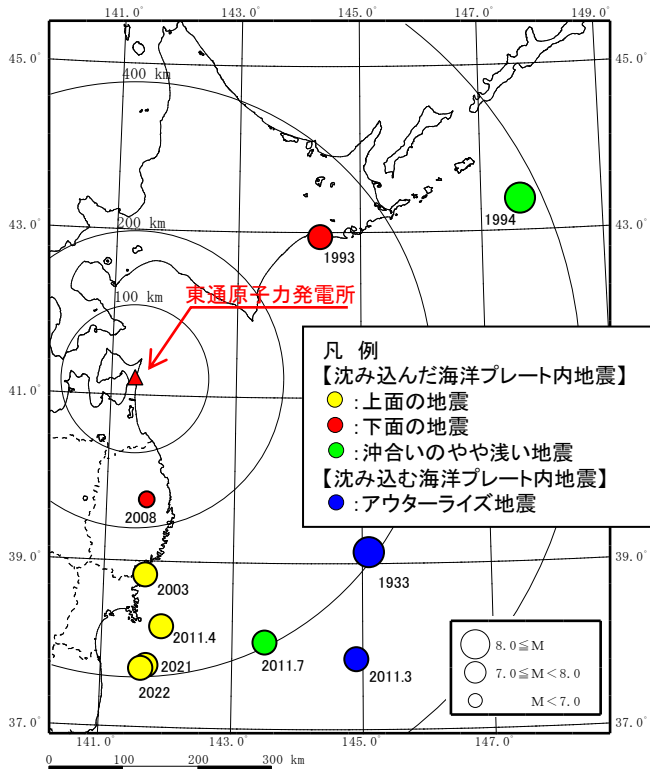 141.0° 143.0° 145.0° 147.0° 149.0°
45.0° 45.0°
400 km
1994
43.0° 43.0°
200 km
1993
東通原子力発電所
100 km
凡 例
【沈み込んだ海洋プレート内地震】
:上面の地震
:下面の地震
:沖合いのやや浅い地震
【沈み込む海洋プレート内地震】
:アウターライズ地震
41.0°
2008
39.0° 39.0°
1933
2003
2011.4
2011.7
2011.3
2021
2022
8.0≦M
7.0≦M<8.0
M<7.0
37.0° 37.0°
141.0° 143.0° 145.0° 147.0°
0 100 200 300 km